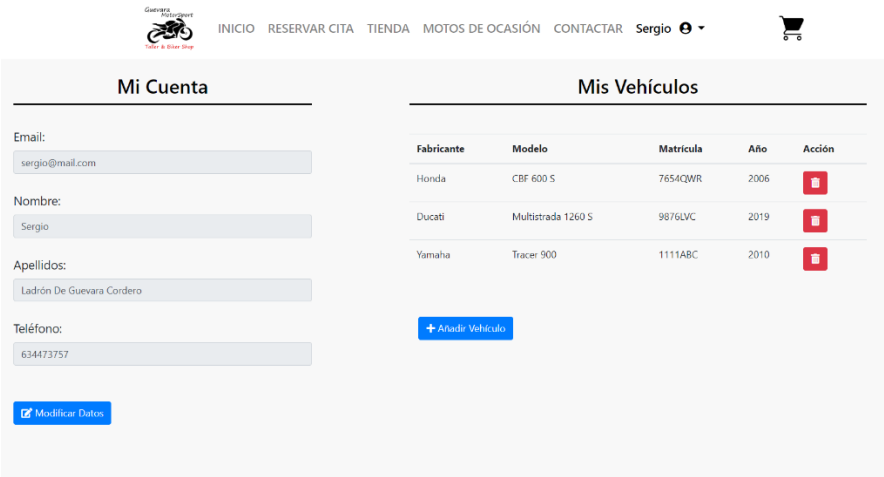 Guevara
MotorSport
Taller & Biker Shop
INICIO RESERVAR CITA TIENDA MOTOS DE OCASIÓN CONTACTAR Sergio
Mi Cuenta
Email:
sergio@mail.com
Nombre:
Sergio
Apellidos:
Ladrón De Guevara Cordero
Teléfono:
634473757
Modificar Datos
Mis Vehículos
Fabricante Modelo Matrícula Año Acción
Honda CBF 600 S 7654QWR 2006
Ducati Multistrada 1260 S 9876LVC 2019
Yamaha Tracer 900 1111ABC 2010
Añadir Vehículo